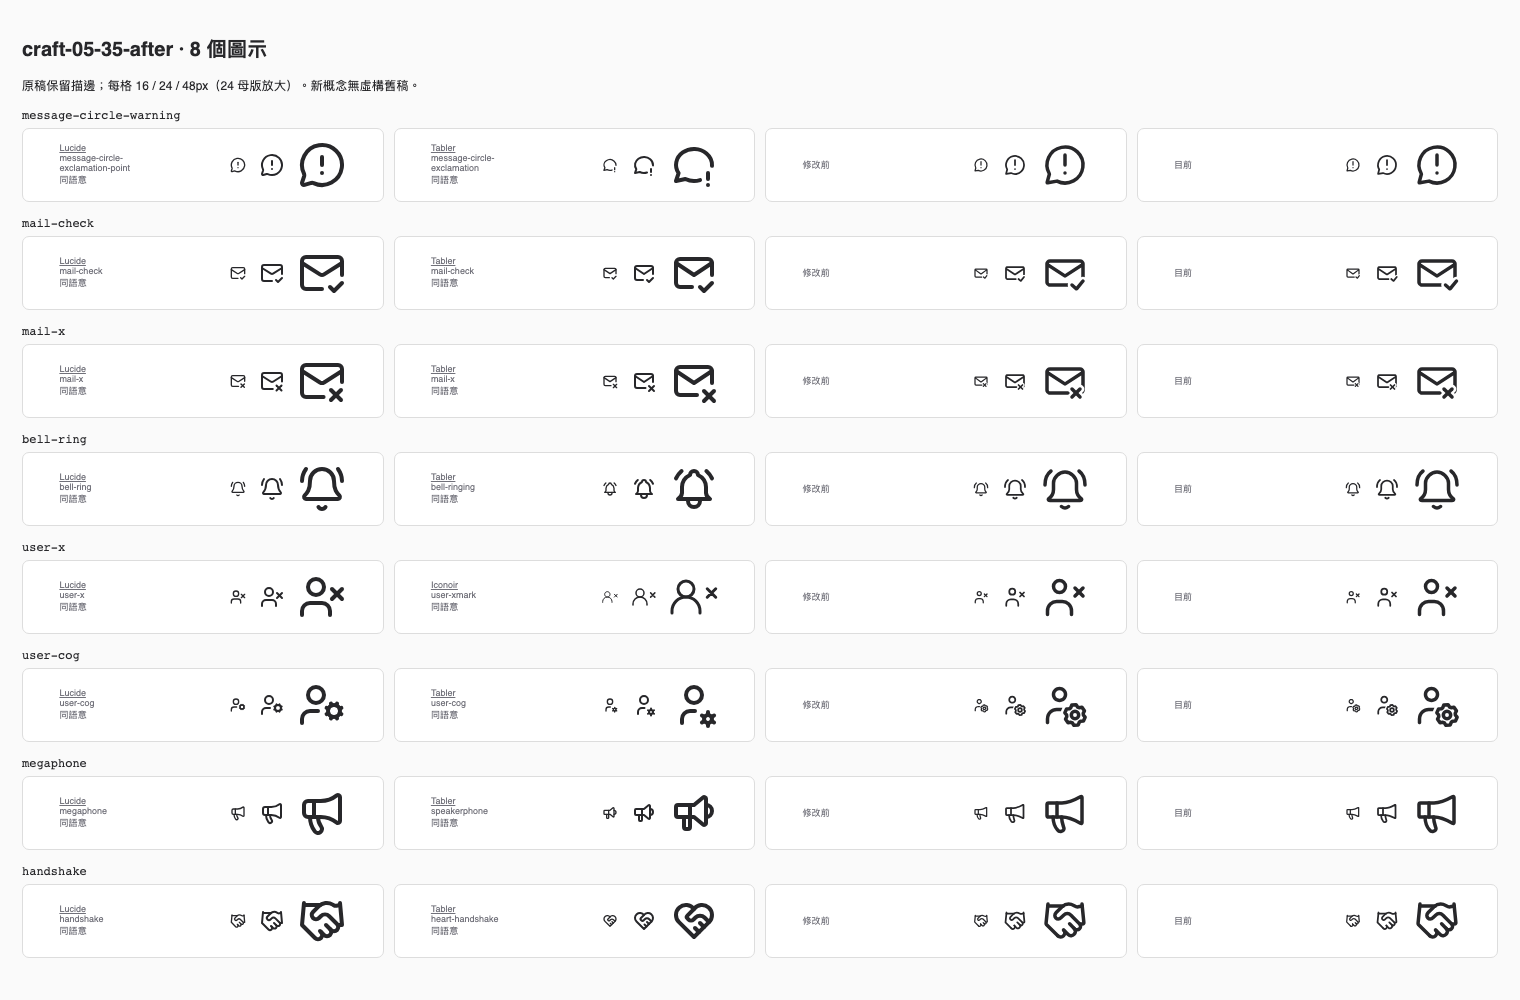 craft-05-35-after · 8 個圖示
原稿保留描邊；每格 16 / 24 / 48px（24 母版放大）。新概念無虛構舊稿。
message-circle-warning
Lucide
message-circle-
exclamation-point
同語意
Tabler
message-circle-
exclamation
同語意
修改前
目前
mail-check
Lucide
mail-check
同語意
Tabler
mail-check
同語意
修改前
目前
mail-x
Lucide
mail-x
同語意
Tabler
mail-x
同語意
修改前
目前
bell-ring
Lucide
bell-ring
同語意
Tabler
bell-ringing
同語意
修改前
目前
user-x
Lucide
user-x
同語意
Iconoir
user-xmark
同語意
修改前
目前
user-cog
Lucide
user-cog
同語意
Tabler
user-cog
同語意
修改前
目前
megaphone
Lucide
megaphone
同語意
Tabler
speakerphone
同語意
修改前
目前
handshake
Lucide
handshake
同語意
Tabler
heart-handshake
同語意
修改前
目前